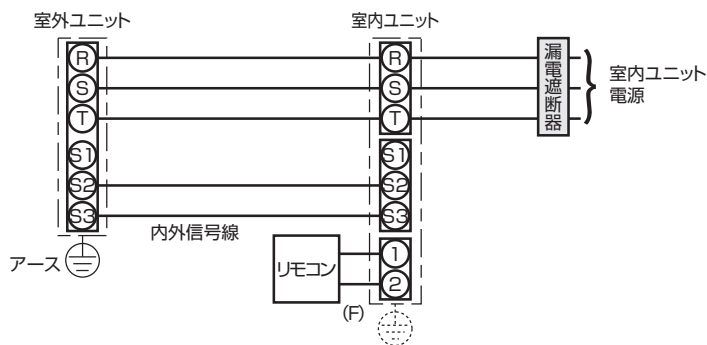 室外ユニット
室内ユニット
R
S
T
S1
S2
S3
R
S
T
S1
S2
S3
1
2
漏電遮断器
室内ユニット
電源
内外信号線
アース
リモコン
(F)